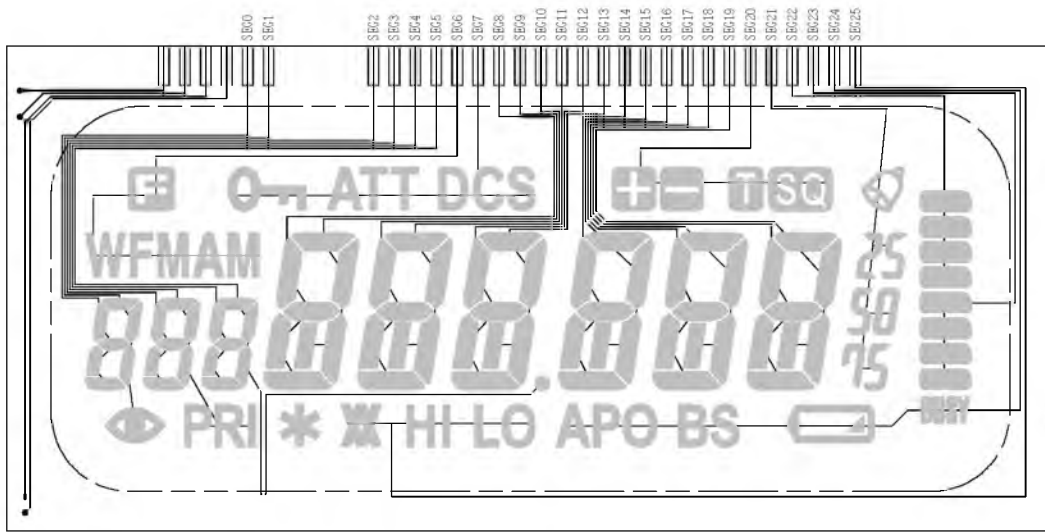 SEG0 SEG1 SEG2 SEG3 SEG4 SEG5 SEG6 SEG7 SEG8 SEG9 SEG10 SEG11 SEG12 SEG13 SEG14 SEG15 SEG16 SEG17 SEG18 SEG19 SEG20 SEG21 SEG22 SEG23 SEG24 SEG25
F ATT DCS + - T SQ
WFMAM 25
888 888.888 50
75
PRI * HI LO APO BS BUSY